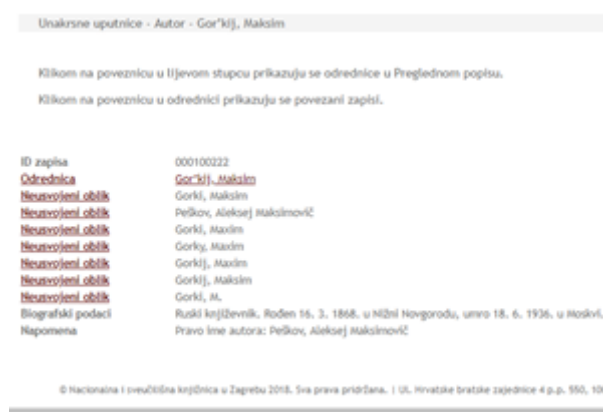 Unakrsne uputnice - Autor - Gor'kij, Maksim
Klikom na poveznicu u lijevom stupcu prikazuju se odrednice u Preglednom popisu.
Klikom na poveznicu u odrednici prikazuju se povezani zapisi.
ID zapisa 000100222
Odrednica Gor'kij, Maksim
Neusvojeni oblik Gorki, Maksim
Neusvojeni oblik Peškov, Aleksej Maksimovič
Neusvojeni oblik Gorki, Maxim
Neusvojeni oblik Gorky, Maxim
Neusvojeni oblik Gorkij, Maxim
Neusvojeni oblik Gorkij, Maksim
Neusvojeni oblik Gorki, M.
Biografski podaci Ruski književnik. Rođen 16. 3. 1868. u Nižni Novgorodu, umro 18. 6. 1936. u Moskvi.
Napomena Pravo ime autora: Peškov, Aleksej Maksimovič
© Nacionalna i sveučilišna knjižnica u Zagrebu 2018. Sva prava pridržana. | Ul. Hrvatske bratske zajednice 4 p.p. 550, 100